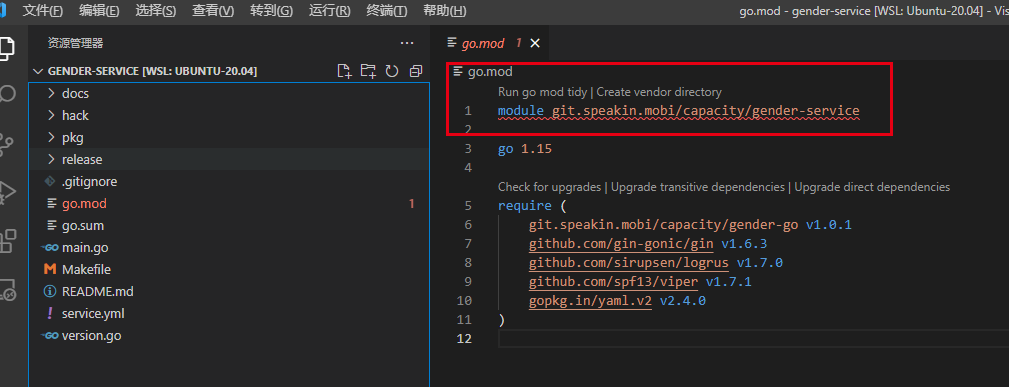 文件(F) 编辑(E) 选择(S) 查看(V) 转到(G) 运行(R) 终端(T) 帮助(H) go.mod - gender-service [WSL: Ubuntu-20.04] - Vis
资源管理器 ...
go.mod 1
GENDER-SERVICE [WSL: UBUNTU-20.04]
docs
hack
pkg
release
.gitignore
go.mod 1
go.sum
main.go
Makefile
README.md
service.yml
version.go
go.mod
Run go mod tidy | Create vendor directory
1 module git.speakin.mobi/capacity/gender-service
2
3 go 1.15
4
Check for upgrades | Upgrade transitive dependencies | Upgrade direct dependencies
5 require (
6 git.speakin.mobi/capacity/gender-go v1.0.1
7 github.com/gin-gonic/gin v1.6.3
8 github.com/sirupsen/logrus v1.7.0
9 github.com/spf13/viper v1.7.1
10 gopkg.in/yaml.v2 v2.4.0
11 )
12